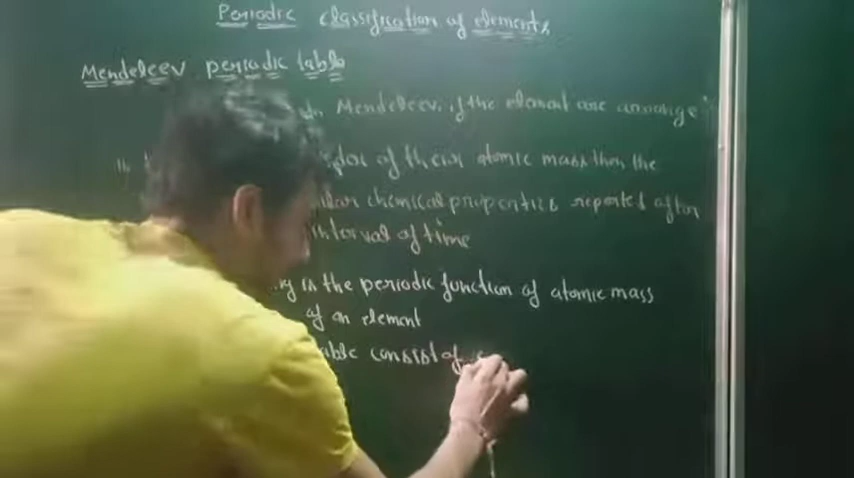 Periodic classification of elements
Mendeleev periodic table
Mendeleev, if the element are arrange
of their atomic mass then the
chemical properties repeated after
interval of time
is the periodic function of atomic mass
of an element
consist of